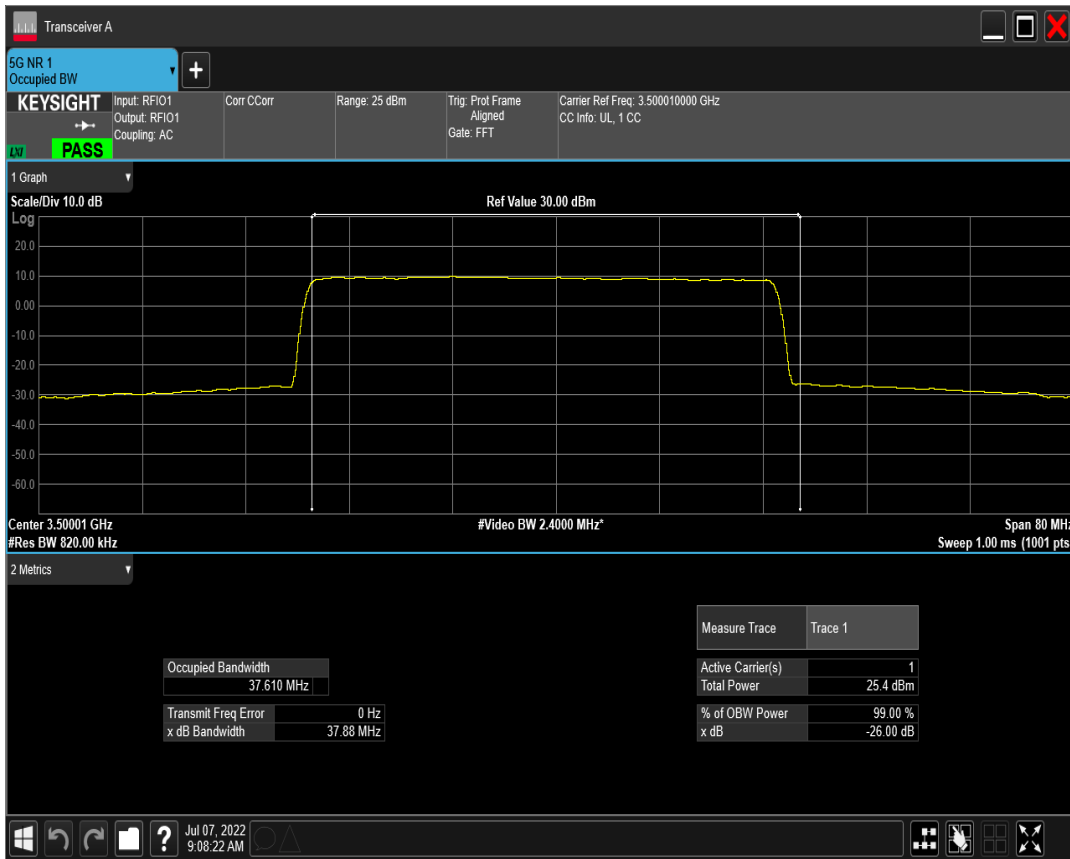 Transceiver A
5G NR 1
Occupied BW
KEYSIGHT
LXI
PASS
Input: RFIO1
Output: RFIO1
Coupling: AC
Corr CCorr
Range: 25 dBm
Trig: Prot Frame
Aligned
Gate: FFT
Carrier Ref Freq: 3.500010000 GHz
CC Info: UL, 1 CC
1 Graph
Scale/Div 10.0 dB
Ref Value 30.00 dBm
Log
20.0
10.0
0.00
-10.0
-20.0
-30.0
-40.0
-50.0
-60.0
Center 3.50001 GHz
#Video BW 2.4000 MHz*
Span 80 MHz
#Res BW 820.00 kHz
Sweep 1.00 ms (1001 pts
2 Metrics
Measure Trace Trace 1
Occupied Bandwidth
37.610 MHz
Active Carrier(s) 1
Total Power 25.4 dBm
Transmit Freq Error 0 Hz
x dB Bandwidth 37.88 MHz
% of OBW Power 99.00 %
x dB -26.00 dB
?
Jul 07, 2022
9:08:22 AM